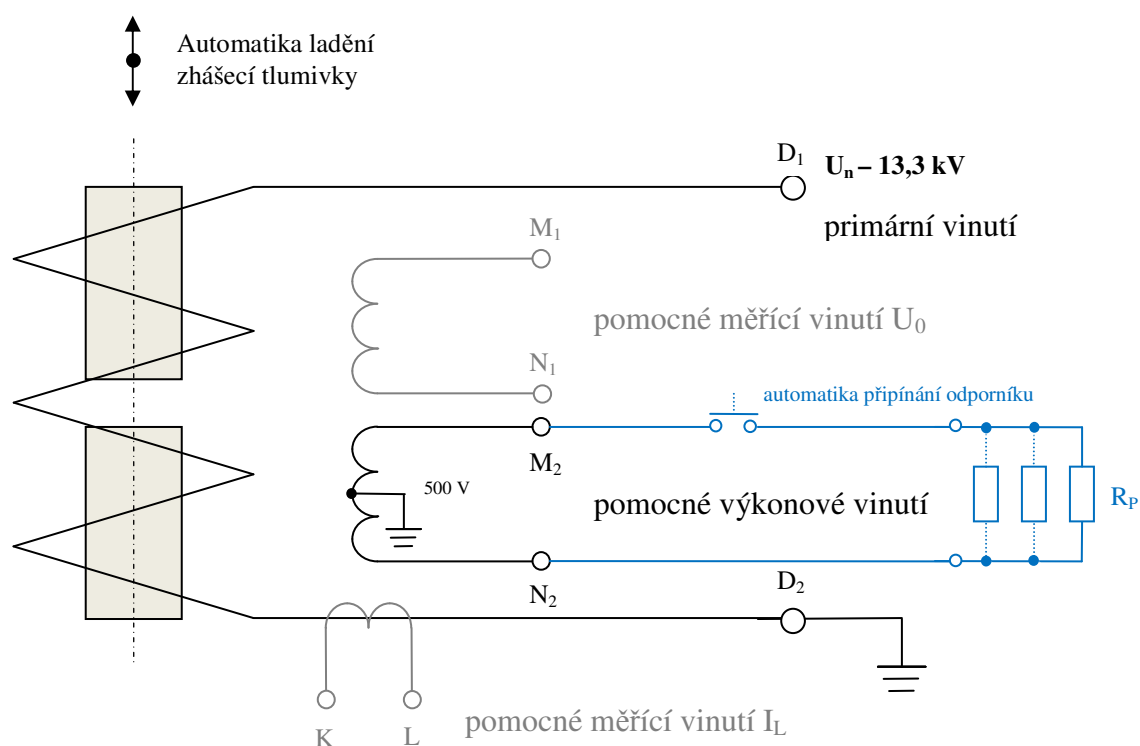 Automatika ladění
zhášecí tlumivky
D1
Un – 13,3 kV
primární vinutí
M1
pomocné měřící vinutí U0
N1
automatika připínání odporníku
M2
500 V
pomocné výkonové vinutí
RP
N2
D2
K
L
pomocné měřící vinutí IL